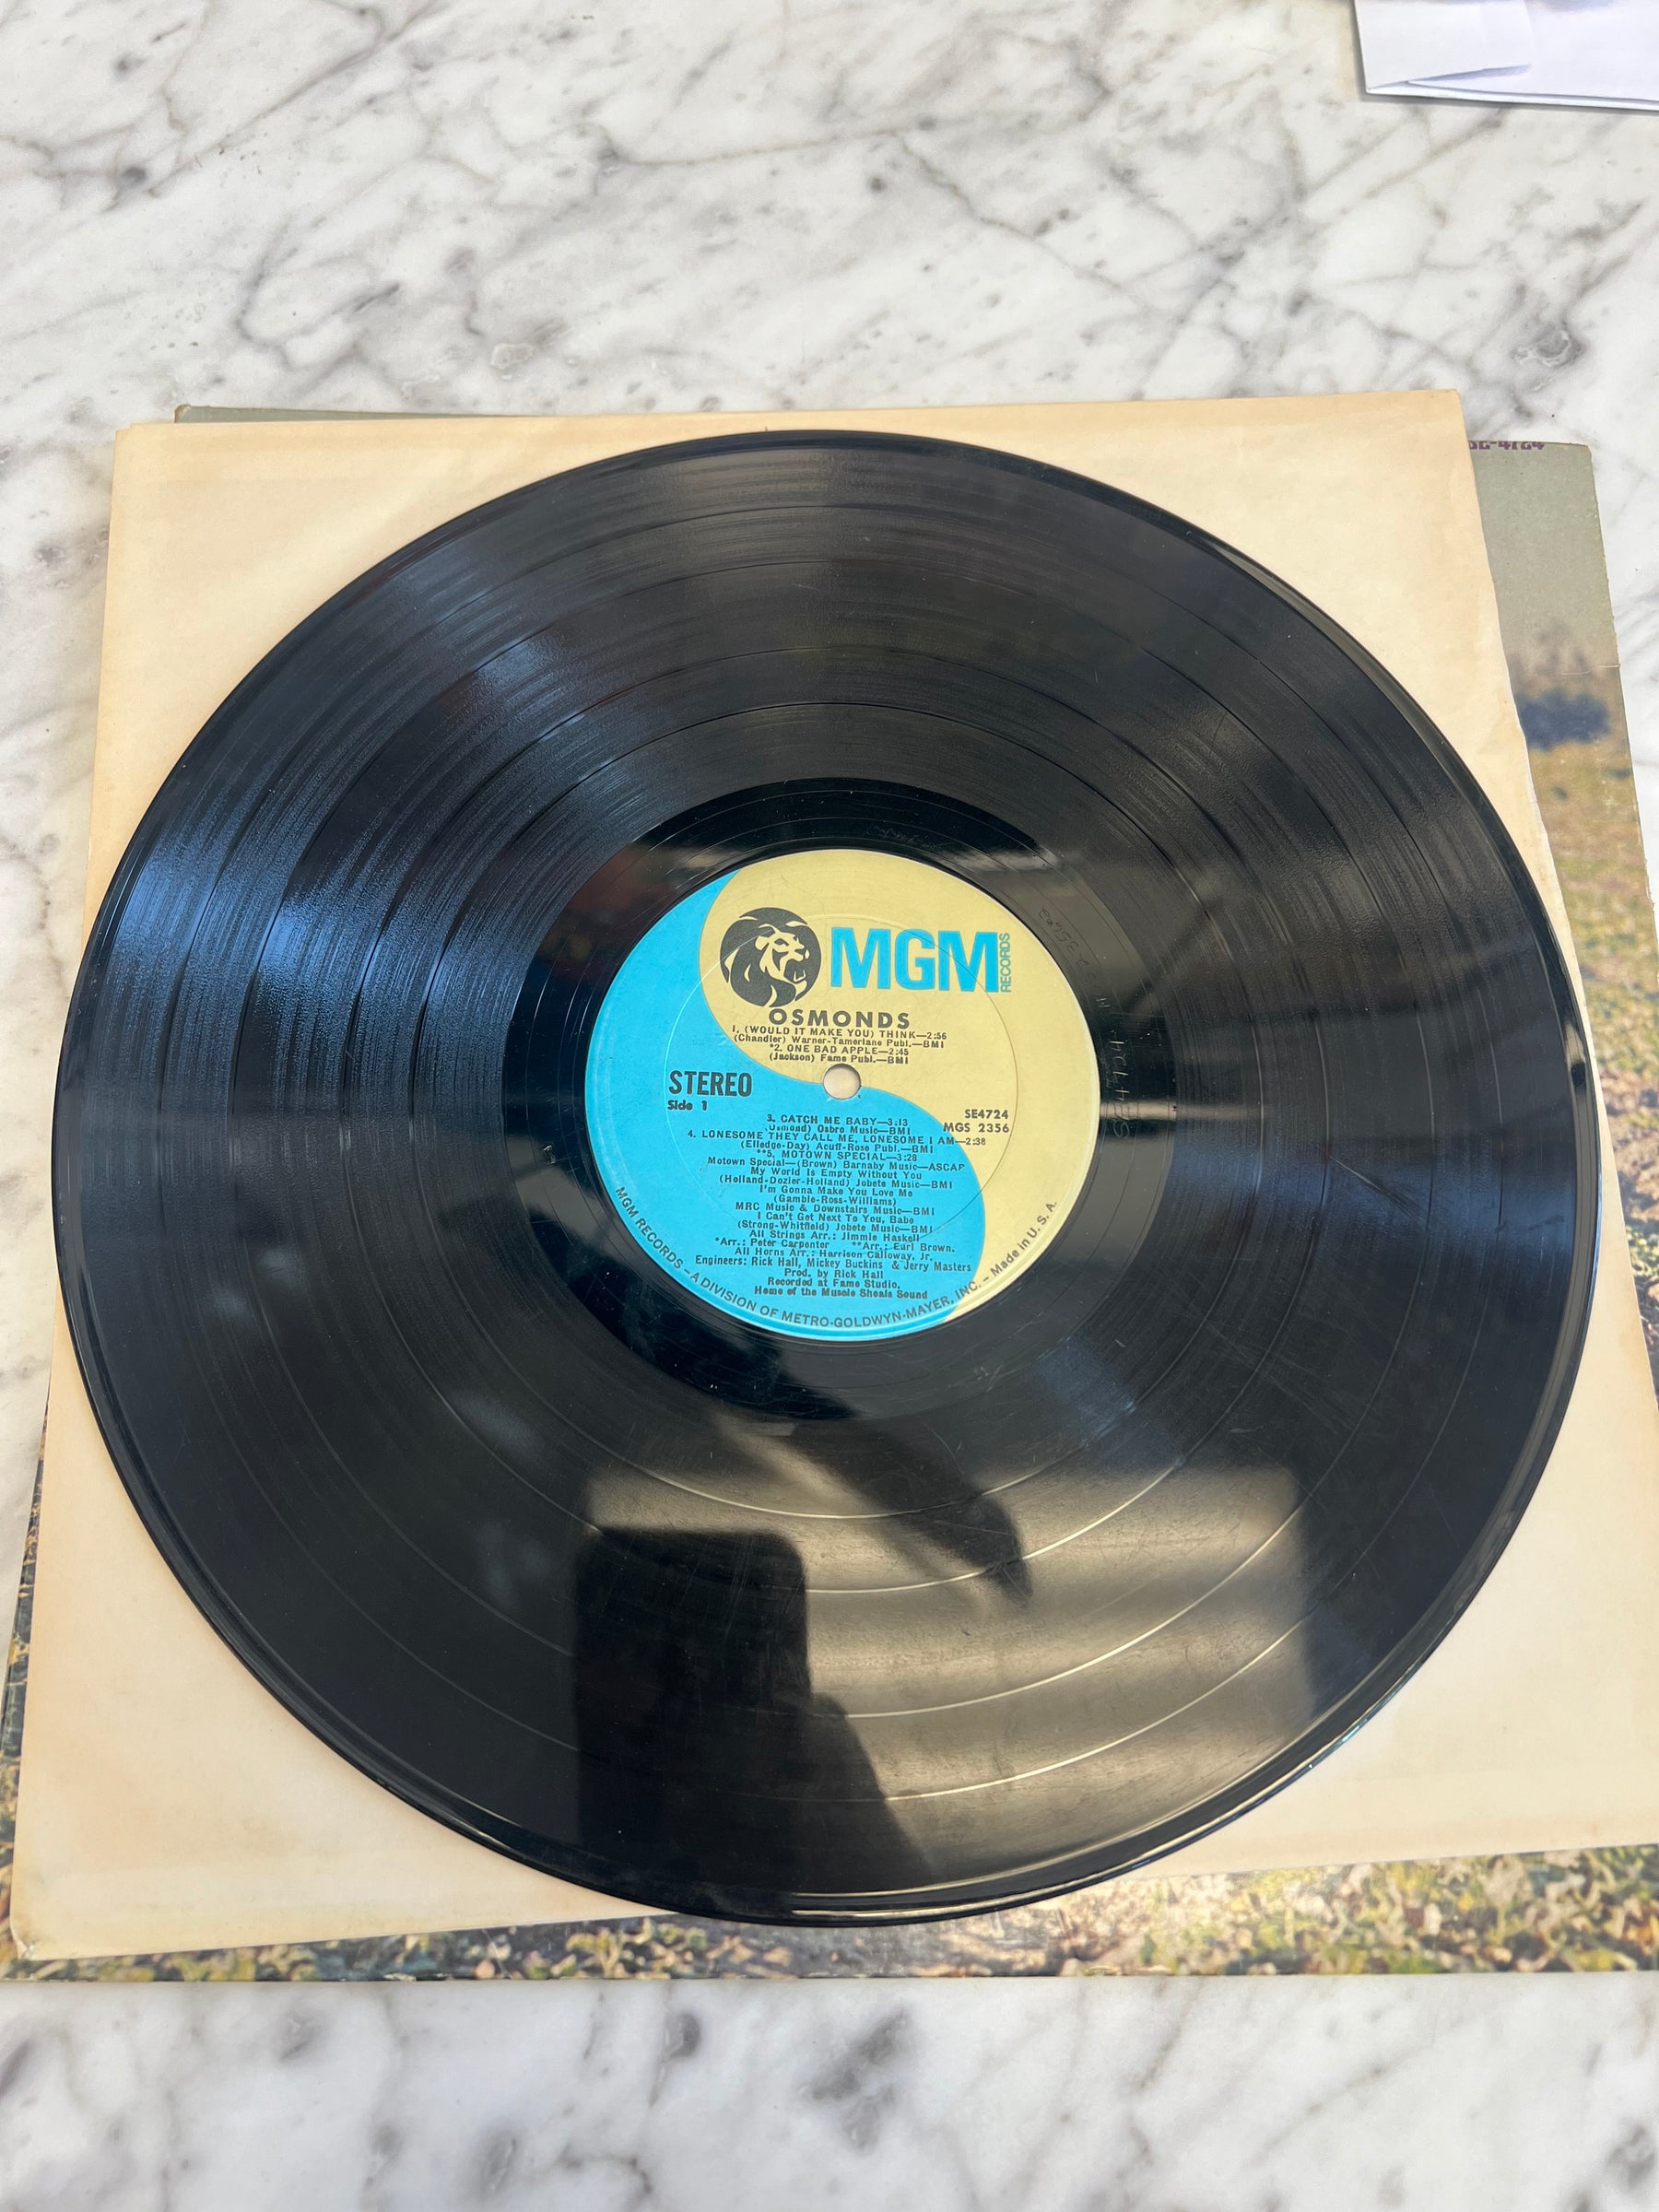 MGM
RECORDS
OSMONDS
1. (WOULD IT MAKE YOU) THINK—2:56
(Chandler) Warner-Tamerlane Publ.—BMI
*2. ONE BAD APPLE—2:45
(Jackson) Fame Publ.—BMI
STEREO
Side 1
SE4724
MGS 2356
3. CATCH ME BABY—3:13
(Osmond) Osbro Music—BMI
4. LONESOME THEY CALL ME, LONESOME I AM—2:38
(Elledge-Day) Acuff-Rose Publ.—BMI
**5. MOTOWN SPECIAL—3:28
Motown Special—(Brown) Barnaby Music—ASCAP
My World Is Empty Without You
(Holland-Dozier-Holland) Jobete Music—BMI
I'm Gonna Make You Love Me
(Gamble-Ross-Williams)
MRC Music & Downstairs Music—BMI
I Can't Get Next To You, Babe
(Strong-Whitfield) Jobete Music—BMI
All Strings Arr.: Jimmie Haskell
*Arr.: Peter Carpenter **Arr.: Earl Brown.
All Horns Arr.: Harrison Calloway, Jr.
Engineers: Rick Hall, Mickey Buckins & Jerry Masters
Prod. by Rick Hall
Recorded at Fame Studio,
Home of the Muscle Shoals Sound
MGM RECORDS – A DIVISION OF METRO-GOLDWYN-MAYER, INC. – Made in U. S. A.